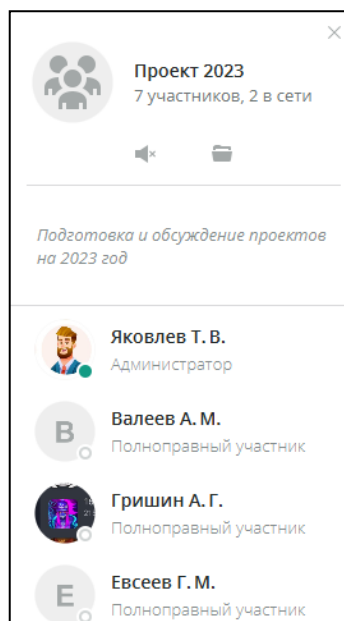 Проект 2023
7 участников, 2 в сети
Подготовка и обсуждение проектов
на 2023 год
Яковлев Т. В.
Администратор
В
Валеев А. М.
Полноправный участник
Гришин А. Г.
Полноправный участник
Е
Евсеев Г. М.
Полноправный участник